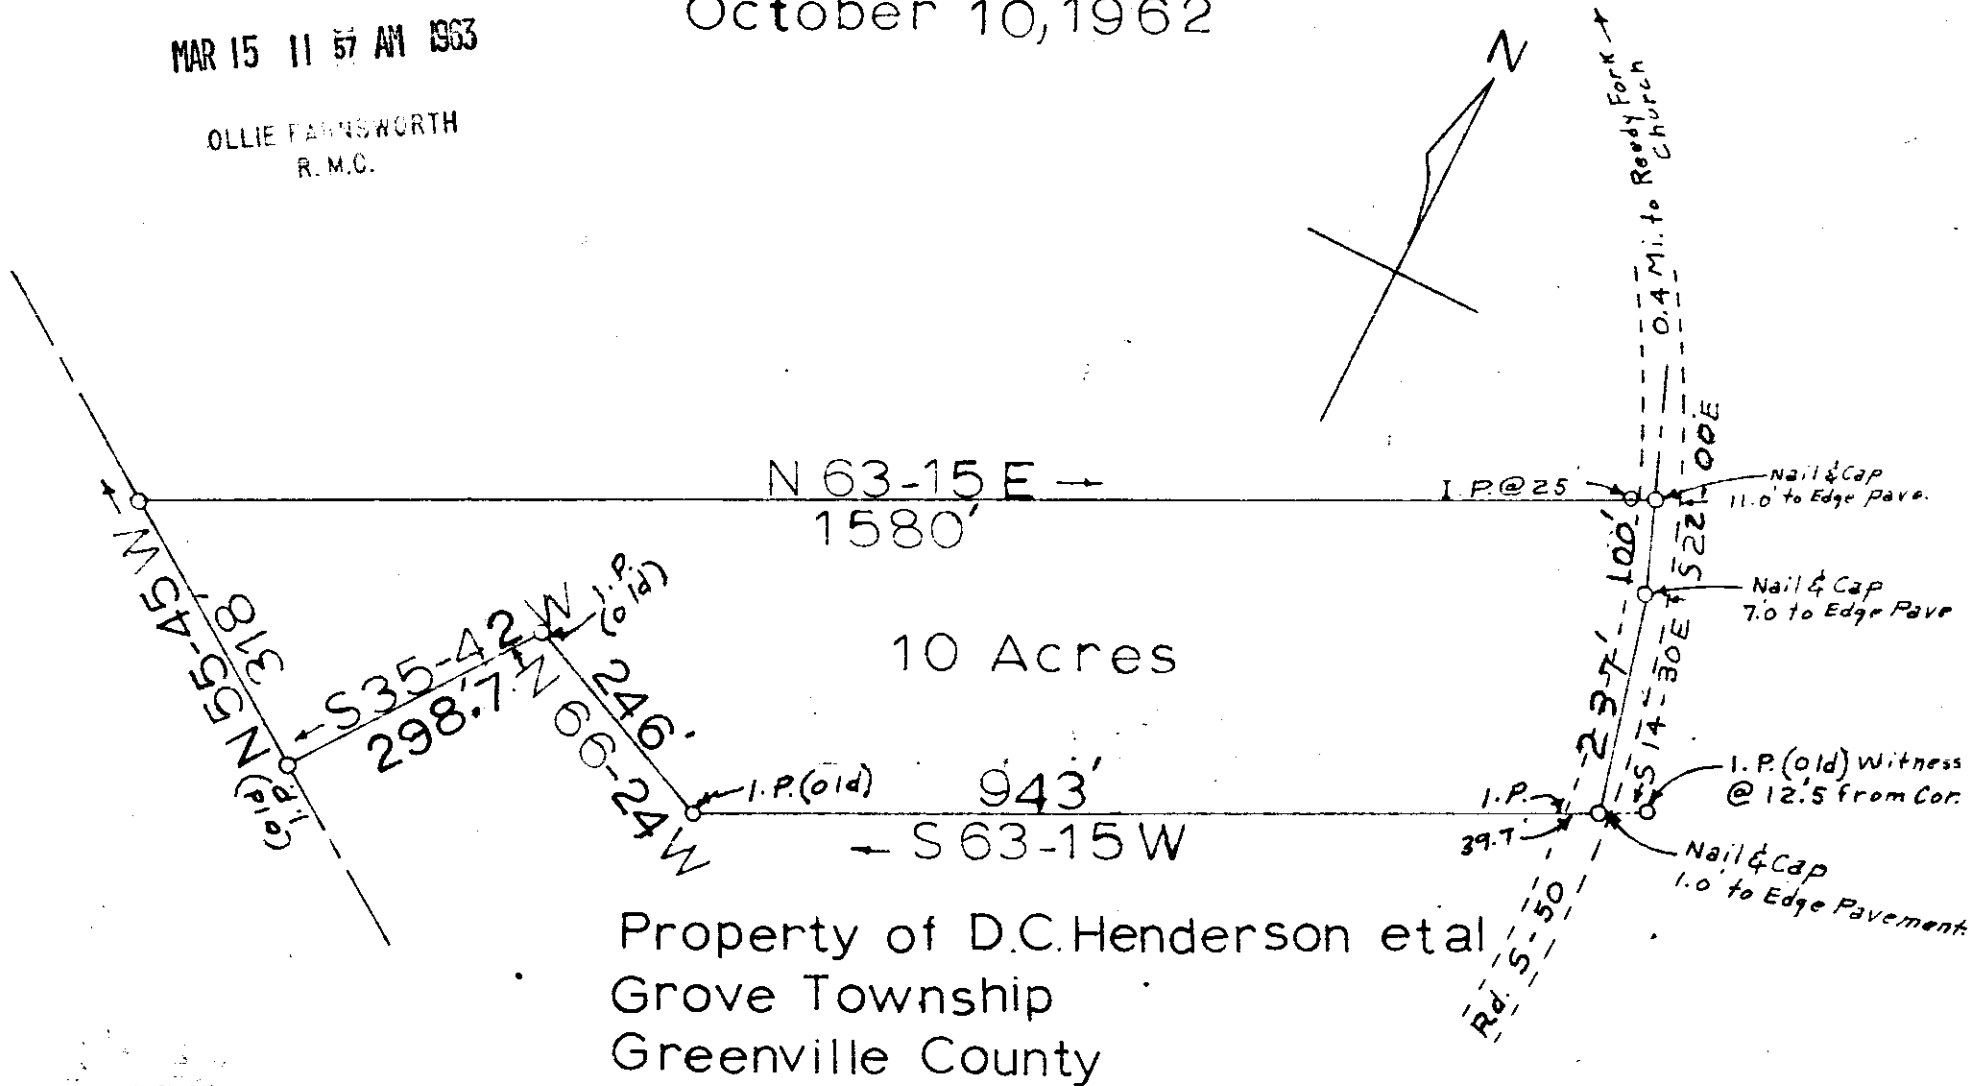 October 10, 1962
MAR 15 11 57 AM 1963
OLLIE FARNSWORTH
R. M. C.
N
0.4 Mi. to Reedy Fork
Church
N 63-15 E
1580'
I.P. @ 25'
Nail & Cap
11.0' to Edge Pave.
100'
S 22-00 E
Nail & Cap
7.0 to Edge Pave
237'
S 14-30 E
I.P. (old) Witness
@ 12.5' from Cor.
Nail & Cap
1.0' to Edge Pavement.
I.P.
39.7'
N 55-45 W
318'
I.P.
(old)
S 35-42 W
298.7'
I.P.
(old)
N 66-24 W
246'
I.P. (old)
10 Acres
943'
S 63-15 W
Rd. S-50
Property of D.C. Henderson etal
Grove Township
Greenville County